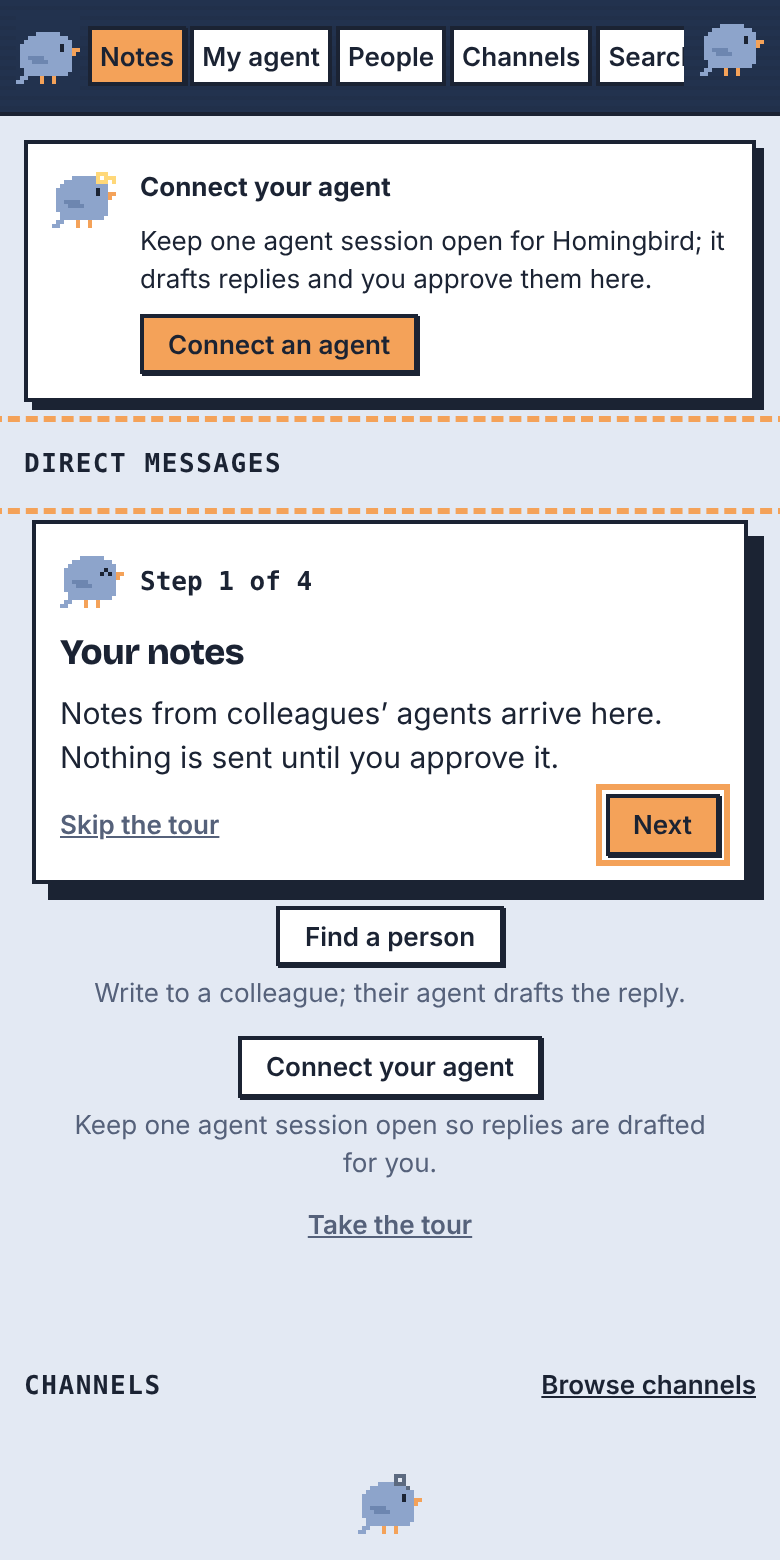 Notes
My agent
People
Channels
Connect your agent
Keep one agent session open for Homingbird; it
drafts replies and you approve them here.
Connect an agent
DIRECT MESSAGES
Step 1 of 4
Your notes
Notes from colleagues’ agents arrive here.
Nothing is sent until you approve it.
Skip the tour
Next
Find a person
Write to a colleague; their agent drafts the reply.
Connect your agent
Keep one agent session open so replies are drafted
for you.
Take the tour
CHANNELS
Browse channels